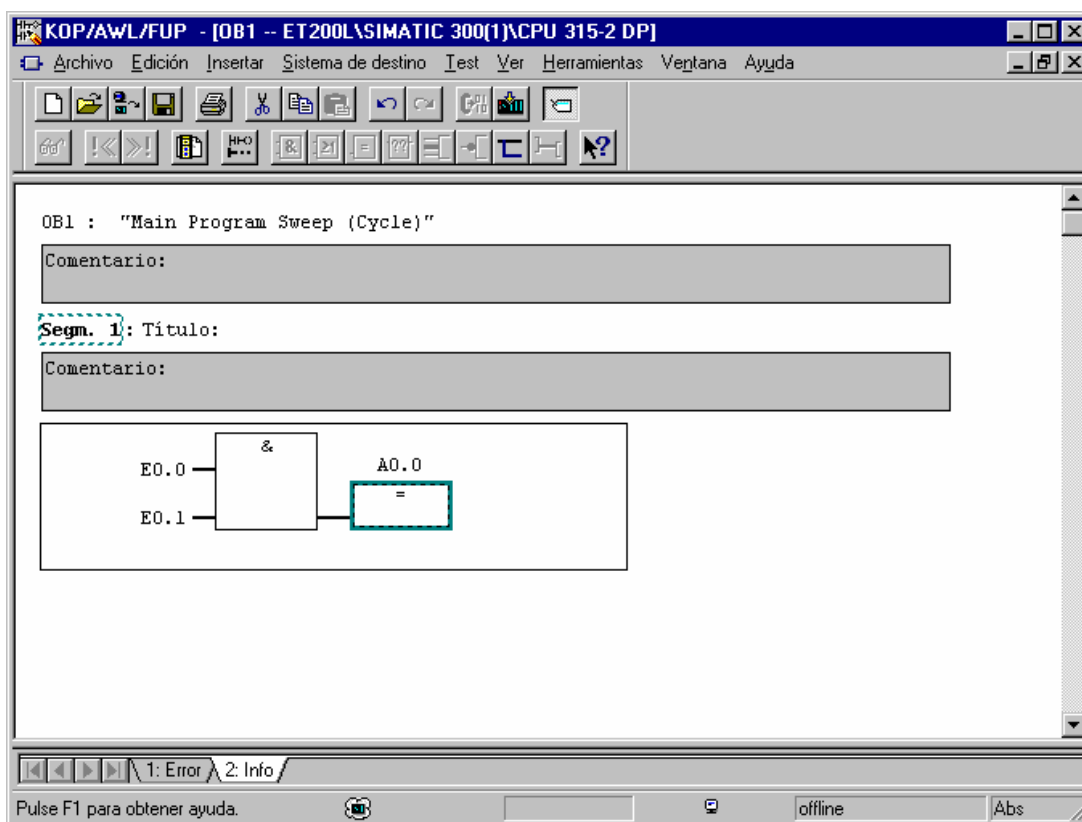 KOP/AWL/FUP - [OB1 -- ET200L\SIMATIC 300(1)\CPU 315-2 DP]
Archivo Edición Insertar Sistema de destino Test Ver Herramientas Ventana Ayuda
OB1 : "Main Program Sweep (Cycle)"
Comentario:
Segm. 1: Título:
Comentario:
&
E0.0
A0.0
=
E0.1
1: Error 2: Info
Pulse F1 para obtener ayuda. offline Abs